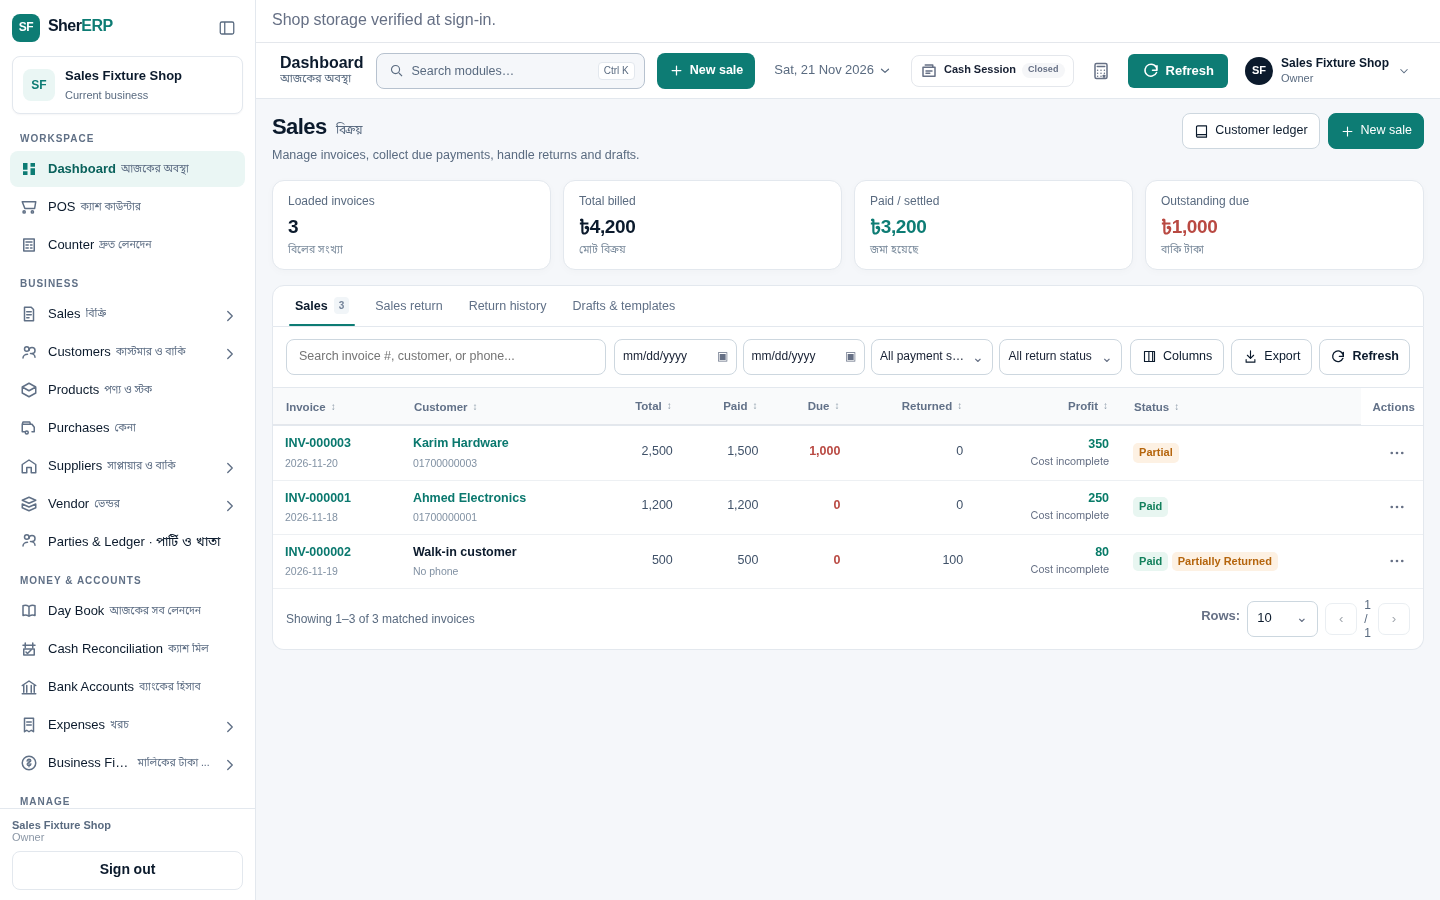 SF SherERP
SF
Sales Fixture Shop
Current business
WORKSPACE
Dashboard আজকের অবস্থা
POS ক্যাশ কাউন্টার
Counter দ্রুত লেনদেন
BUSINESS
Sales বিক্রি
Customers কাস্টমার ও বাকি
Products পণ্য ও স্টক
Purchases কেনা
Suppliers সাপ্লায়ার ও বাকি
Vendor ভেন্ডর
Parties & Ledger · পার্টি ও খাতা
MONEY & ACCOUNTS
Day Book আজকের সব লেনদেন
Cash Reconciliation ক্যাশ মিল
Bank Accounts ব্যাংকের হিসাব
Expenses খরচ
Business Fi... মালিকের টাকা ...
MANAGE
Sales Fixture Shop
Owner
Sign out
Shop storage verified at sign-in.
Dashboard
আজকের অবস্থা
Search modules… Ctrl K
+ New sale
Sat, 21 Nov 2026
Cash Session Closed
Refresh
SF
Sales Fixture Shop
Owner
Sales বিক্রয়
Manage invoices, collect due payments, handle returns and drafts.
Customer ledger
+ New sale
Loaded invoices
3
বিলের সংখ্যা
Total billed
৳4,200
মোট বিক্রয়
Paid / settled
৳3,200
জমা হয়েছে
Outstanding due
৳1,000
বাকি টাকা
Sales 3 Sales return Return history Drafts & templates
Search invoice #, customer, or phone... mm/dd/yyyy mm/dd/yyyy All payment s... All return status Columns Export Refresh
Invoice ↕ Customer ↕ Total ↕ Paid ↕ Due ↕ Returned ↕ Profit ↕ Status ↕ Actions
INV-000003 Karim Hardware 2,500 1,500 1,000 0 350 Partial ...
2026-11-20 01700000003 Cost incomplete
INV-000001 Ahmed Electronics 1,200 1,200 0 0 250 Paid ...
2026-11-18 01700000001 Cost incomplete
INV-000002 Walk-in customer 500 500 0 100 80 Paid Partially Returned ...
2026-11-19 No phone Cost incomplete
Showing 1–3 of 3 matched invoices
Rows: 10 ‹
1
/
1
›